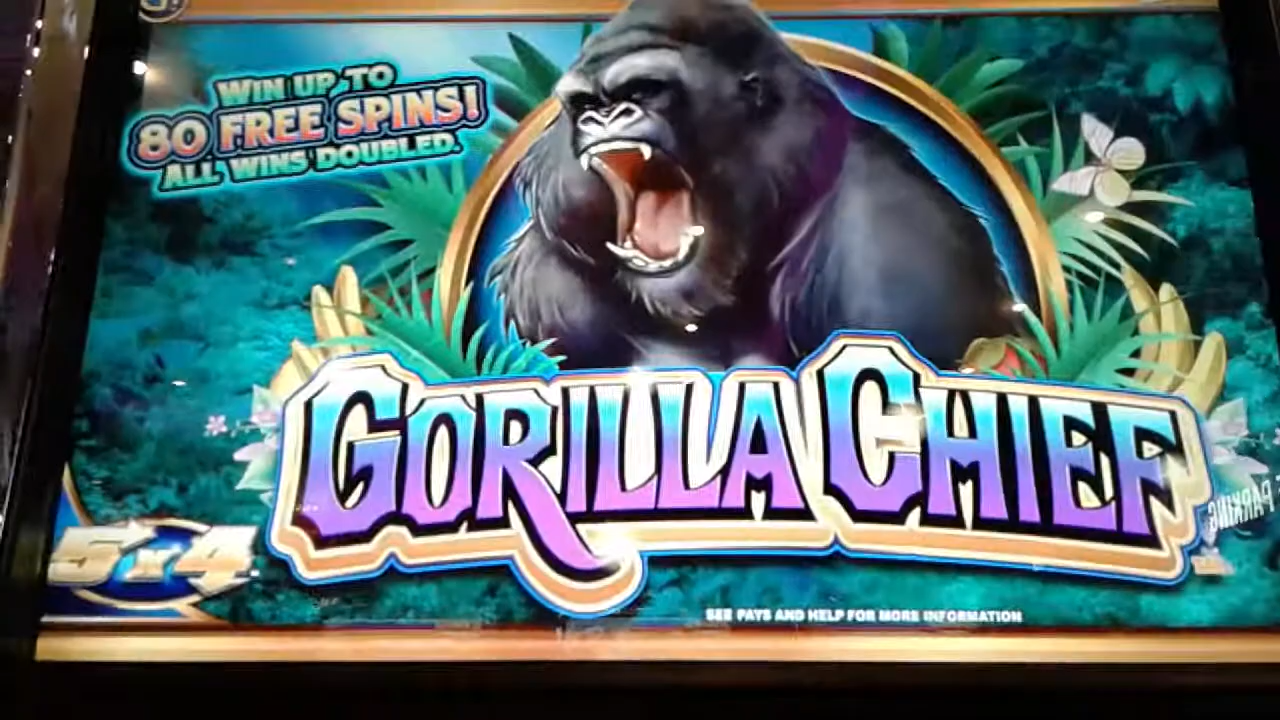 WIN UP TO
80 FREE SPINS!
ALL WINS DOUBLED.
GORILLA CHIEF
PARKING
5x4
SEE PAYS AND HELP FOR MORE INFORMATION